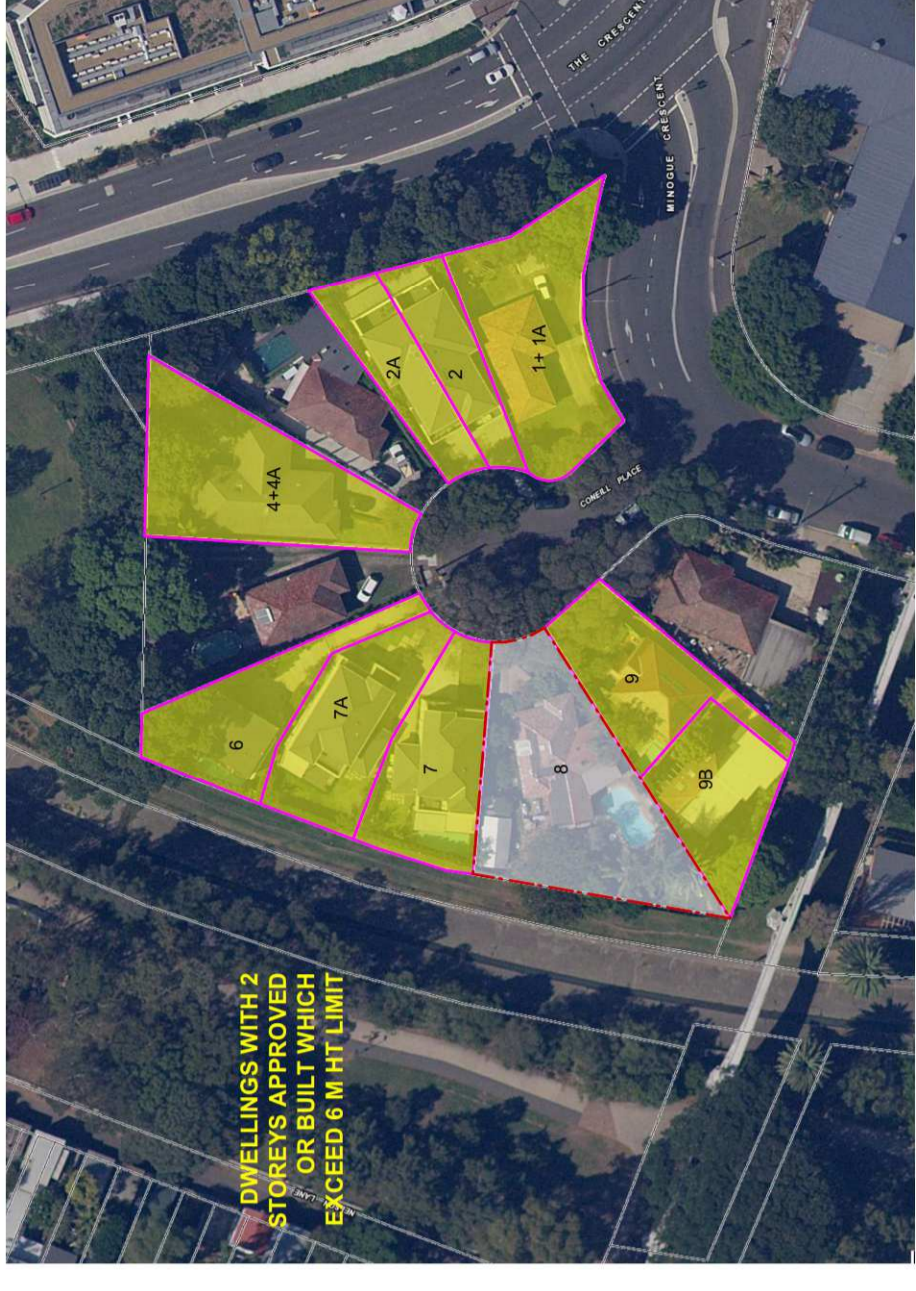 THE CRESCENT
MINOGUE CRESCENT
CONEILL PLACE
2A
2
1+ 1A
4+4A
6
7A
7
8
9
9B
DWELLINGS WITH 2
STOREYS APPROVED
OR BUILT WHICH
EXCEED 6 M HT LIMIT
LANE